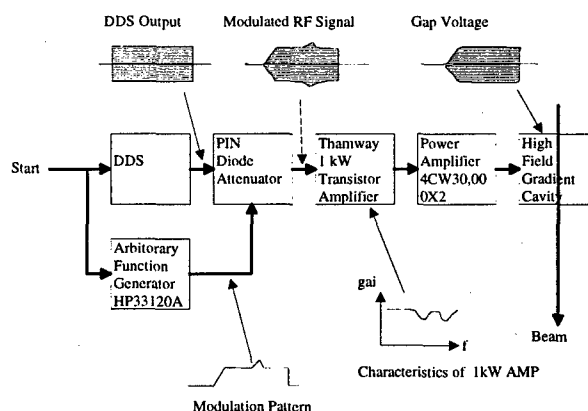 DDS Output
Modulated RF Signal
Gap Voltage
Start
DDS
PIN
Diode
Attenuator
Thamway
1 kW
Transistor
Amplifier
Power
Amplifier
4CW30,00
0X2
High
Field
Gradient
Cavity
Arbitorary
Function
Generator
HP33120A
gai
f
Beam
Characteristics of 1kW AMP
Modulation Pattern